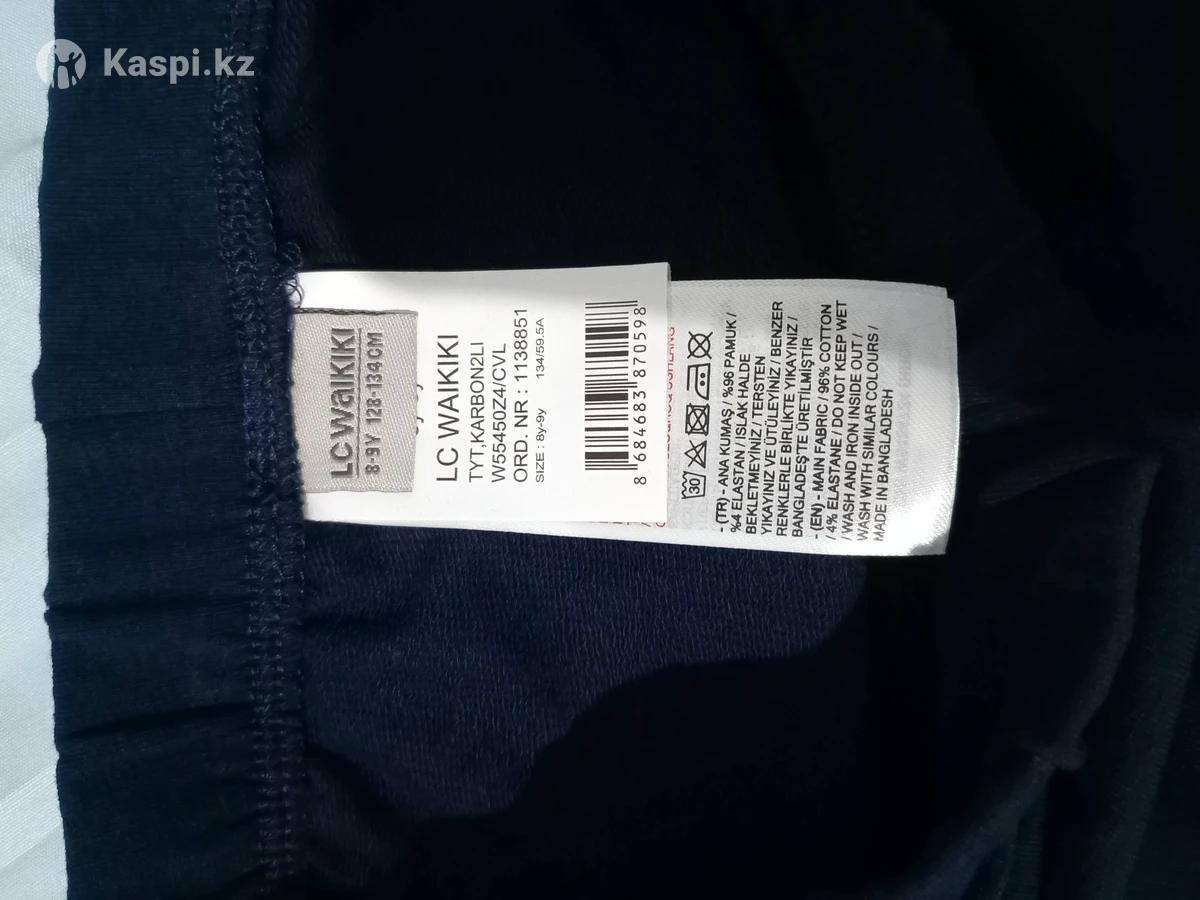 Kaspi.kz
LC WAIKIKI
8-9Y 128-134CM
LC WAIKIKI
TYT,KARBON2LI
W55450Z4/CVL
ORD. NR : 1138851
SIZE : 8y-9y 134/59.5A
8 684683 870598
30
- (TR) - ANA KUMAŞ / %96 PAMUK /
%4 ELASTAN / ISLAK HALDE
BEKLETMEYİNİZ / TERSTEN
YIKAYINIZ VE ÜTÜLEYİNİZ / BENZER
RENKLERLE BİRLİKTE YIKAYINIZ /
BANGLADEŞ'TE ÜRETİLMİŞTİR
- (EN) - MAIN FABRIC / 96% COTTON
/ 4% ELASTANE / DO NOT KEEP WET
/ WASH AND IRON INSIDE OUT /
WASH WITH SIMILAR COLOURS /
MADE IN BANGLADESH